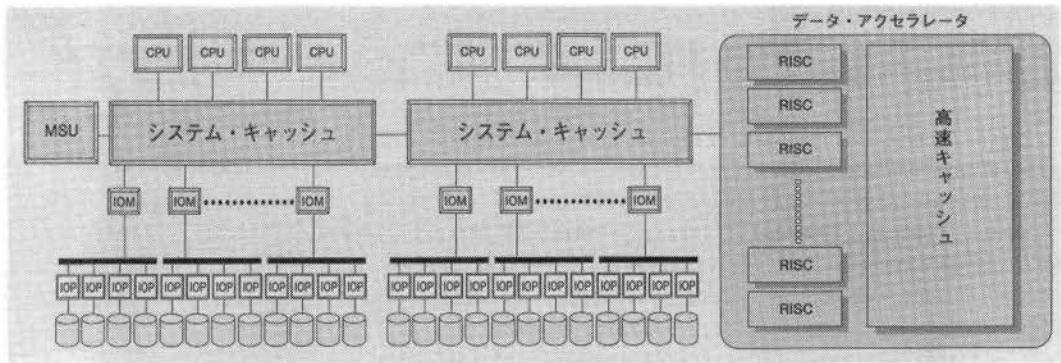 データ・アクセラレータ
CPU CPU CPU CPU CPU CPU CPU CPU
MSU システム・キャッシュ システム・キャッシュ
RISC
RISC
RISC
RISC
RISC
高速キャッシュ
IOM IOM IOM IOM IOM IOM
IOP IOP IOP IOP IOP IOP IOP IOP IOP IOP IOP IOP IOP IOP IOP IOP IOP IOP IOP IOP IOP IOP IOP IOP